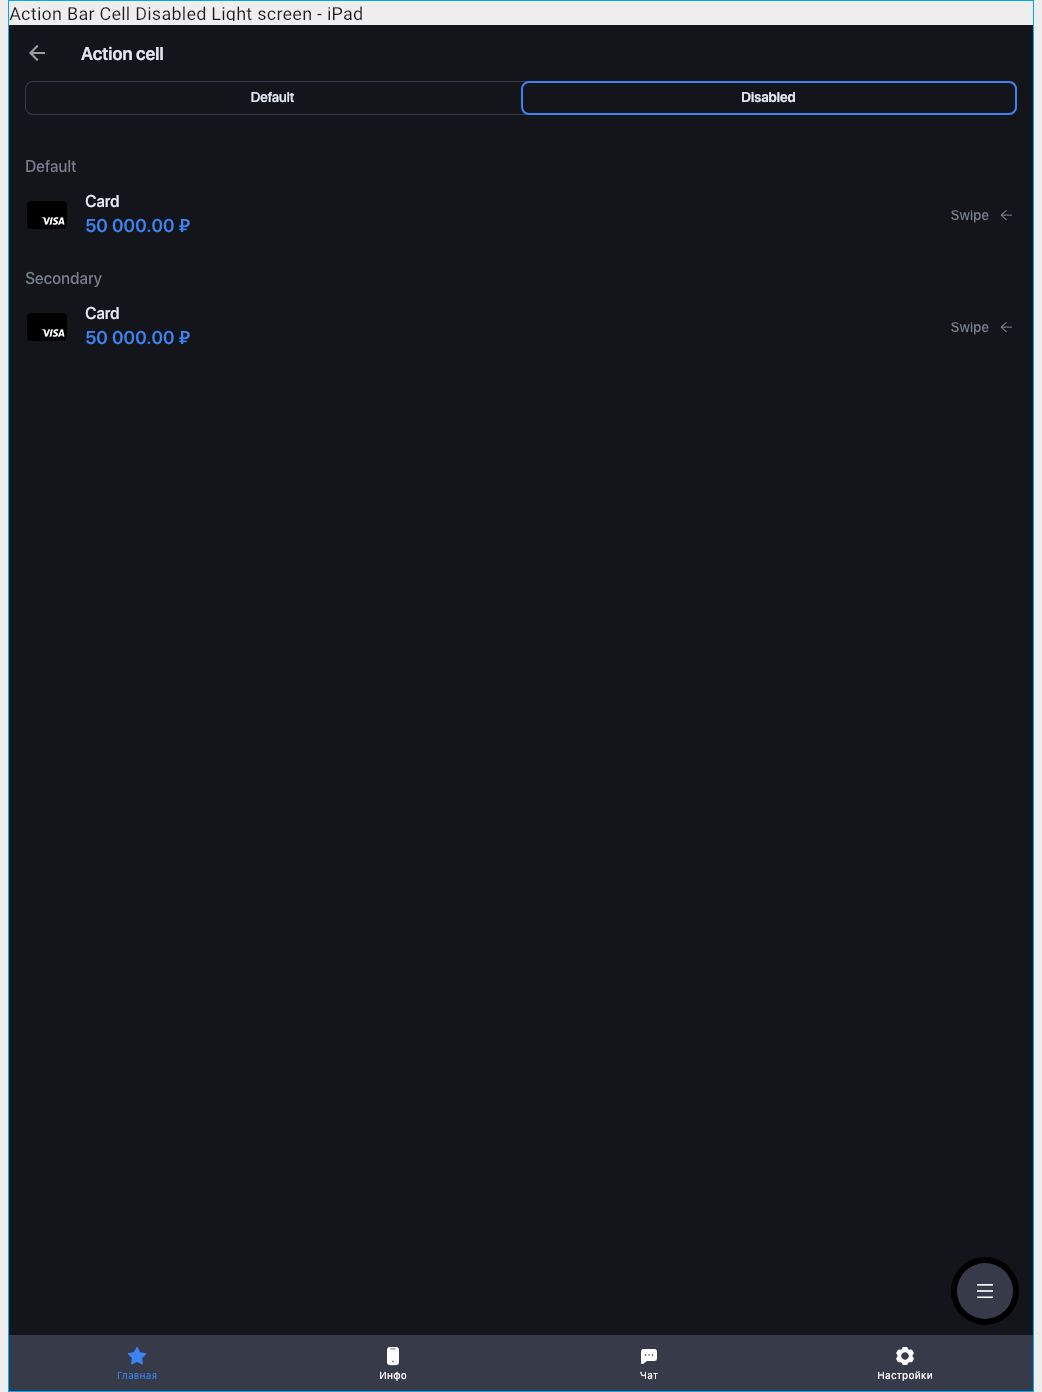 Action Bar Cell Disabled Light screen - iPad
Action cell
Default
Disabled
Default
Card
VISA
50 000.00 ₽
Swipe
Secondary
Card
VISA
50 000.00 ₽
Swipe
Главная
Инфо
Чат
Настройки